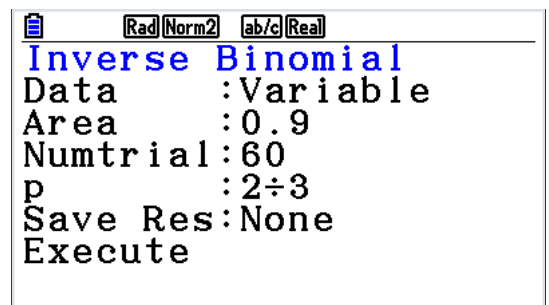 Rad Norm2 ab/c Real
Inverse Binomial
Data :Variable
Area :0.9
Numtrial:60
p :2÷3
Save Res:None
Execute